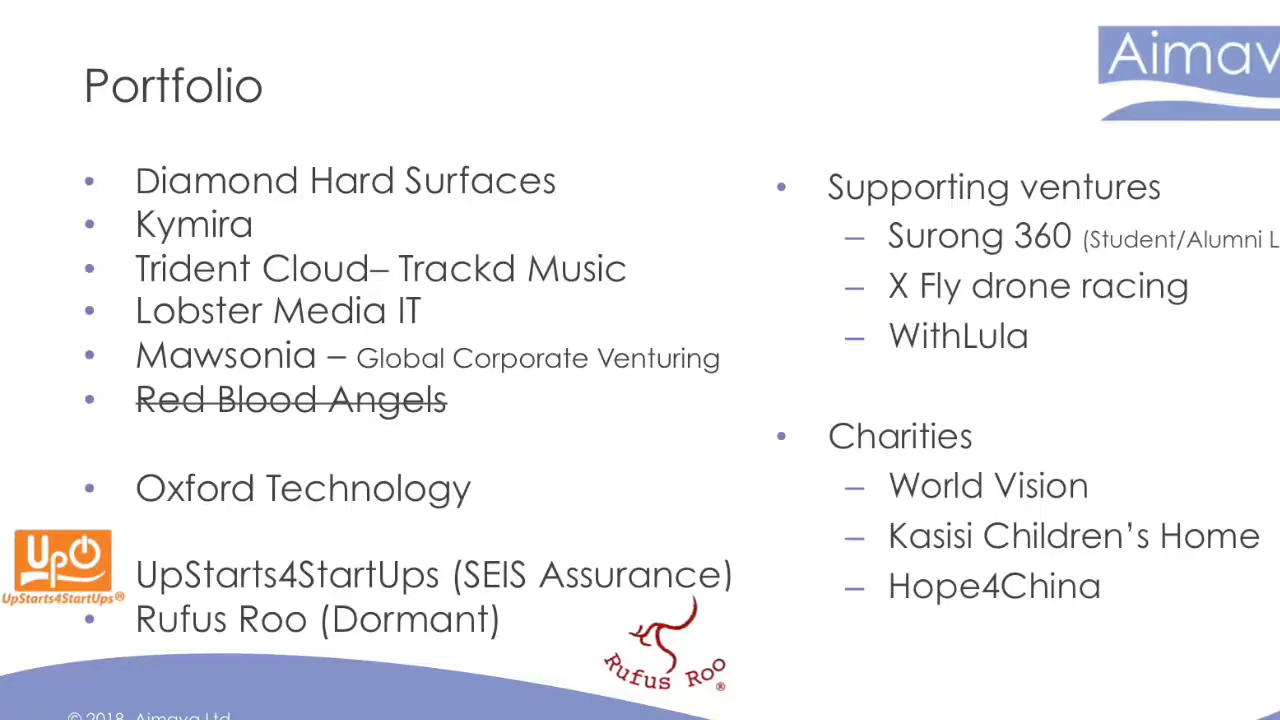 Aimava
Portfolio
• Diamond Hard Surfaces
• Kymira
• Trident Cloud– Trackd Music
• Lobster Media IT
• Mawsonia – Global Corporate Venturing
• Red Blood Angels
• Oxford Technology
UpO
UpStarts4StartUps®
UpStarts4StartUps (SEIS Assurance)
• Rufus Roo (Dormant)
Rufus Roo ®
• Supporting ventures
– Surong 360 (Student/Alumni L
– X Fly drone racing
– WithLula
• Charities
– World Vision
– Kasisi Children’s Home
– Hope4China
© 2018 Aimava Ltd